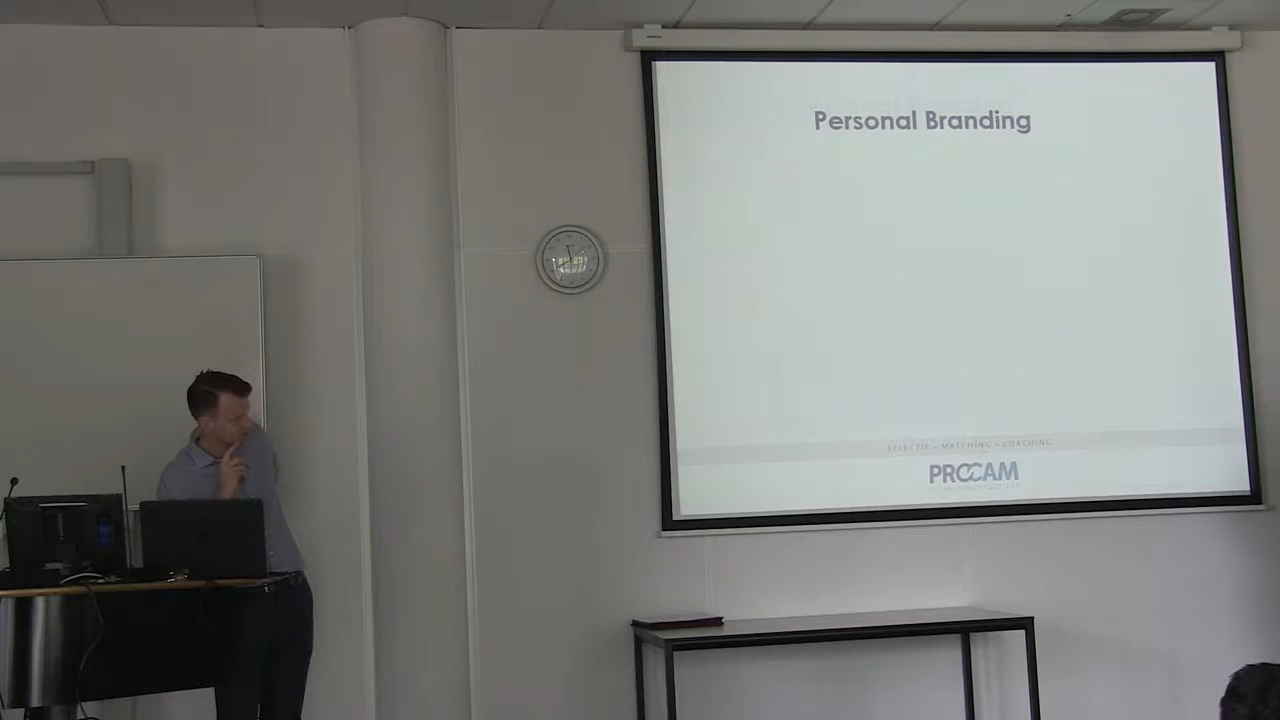 Personal Branding
SELECTIE • MATCHING • COACHING
PROCAM